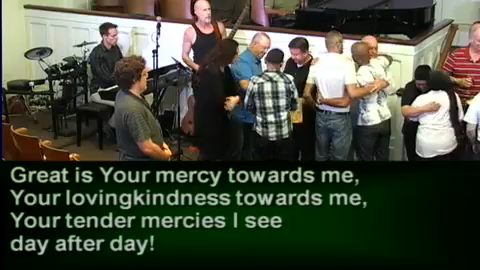 Great is Your mercy towards me,
Your lovingkindness towards me,
Your tender mercies I see
day after day!